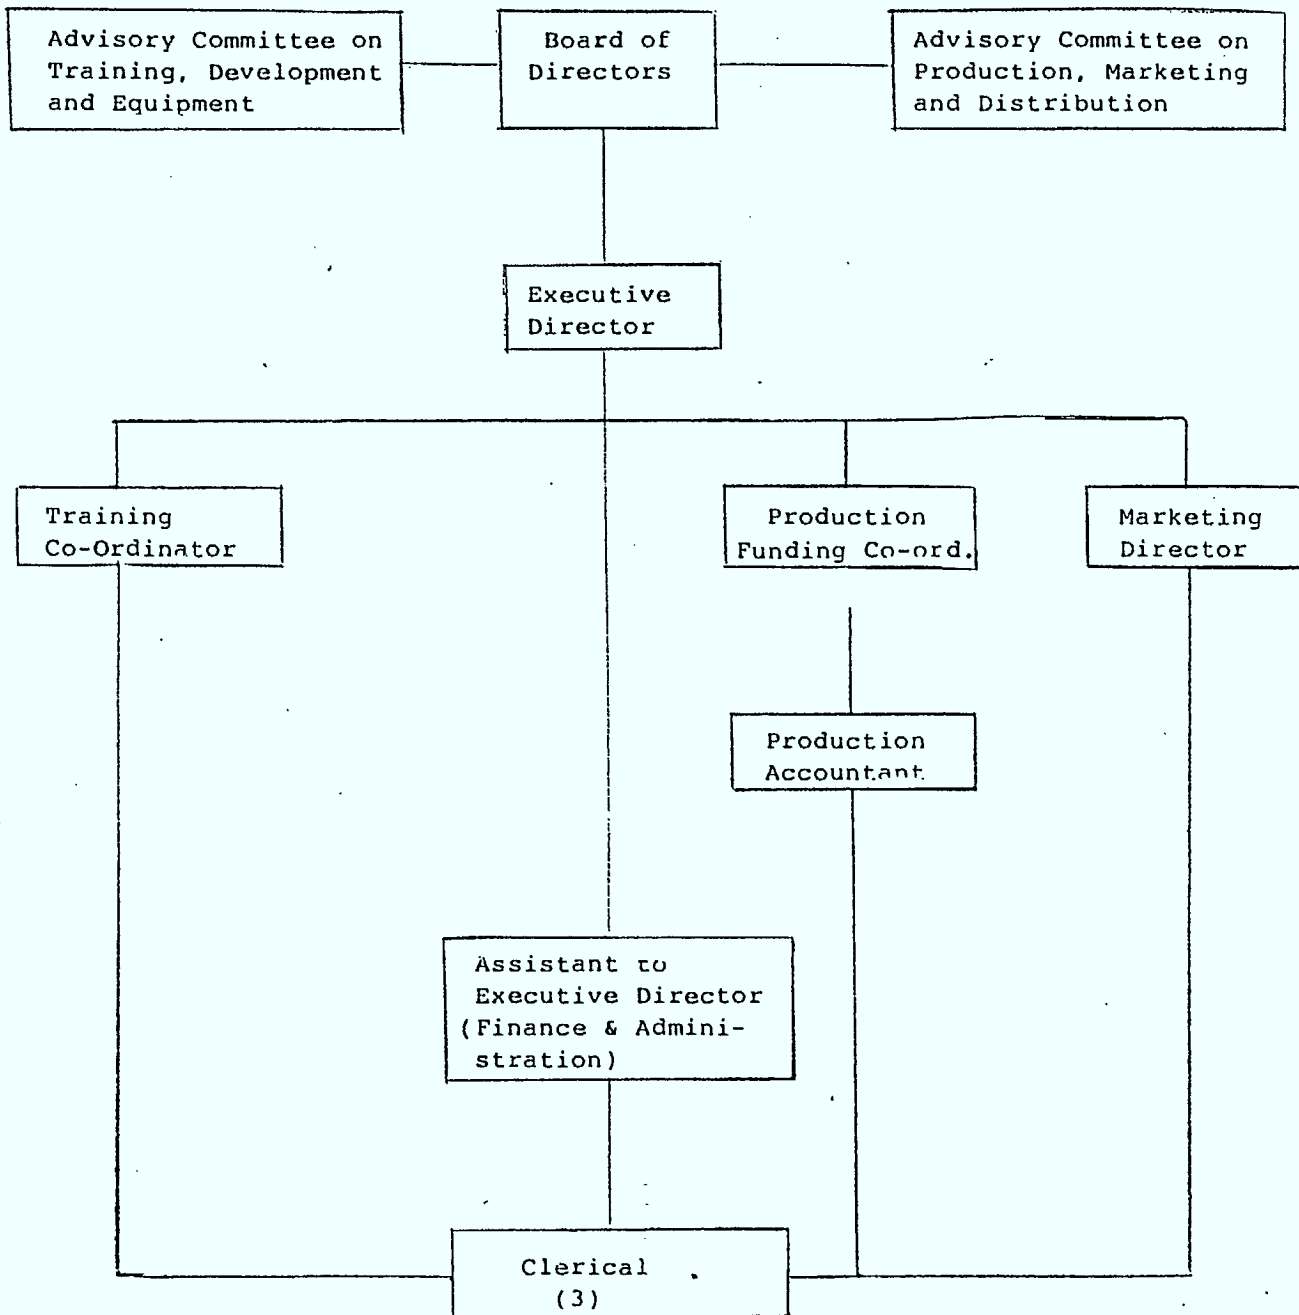 Advisory Committee on
Training, Development
and Equipment
Board of
Directors
Advisory Committee on
Production, Marketing
and Distribution
Executive
Director
Training
Co-Ordinator
Production
Funding Co-ord.
Marketing
Director
Production
Accountant
Assistant to
Executive Director
(Finance & Admini-
stration)
Clerical
(3)